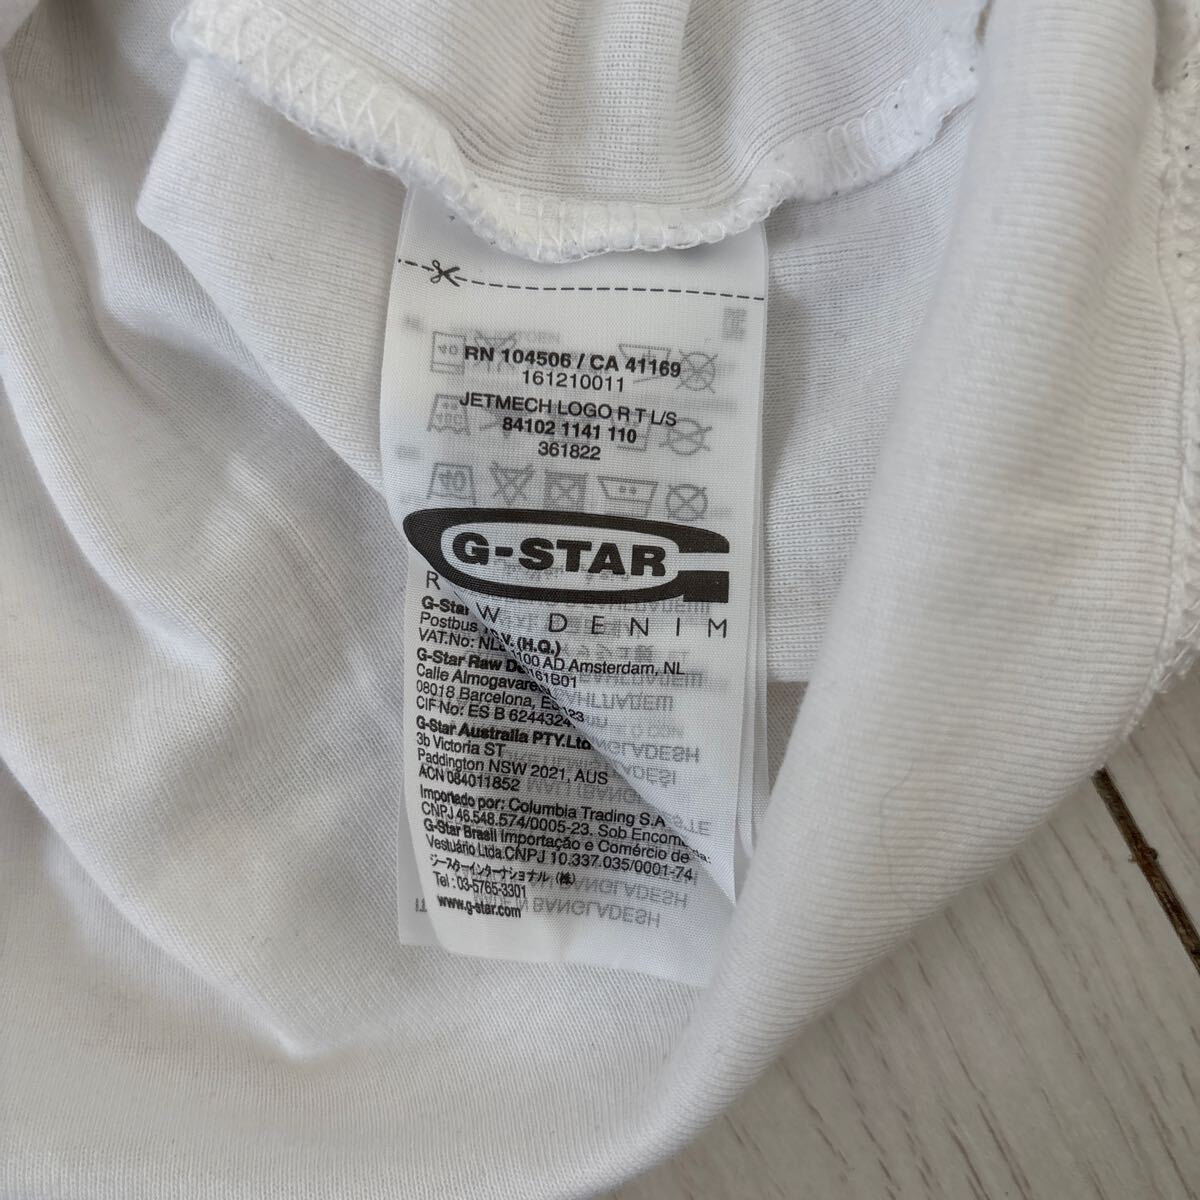 RN 104506 / CA 41169
161210011
JETMECH LOGO R T L/S
84102 1141 110
361822
G-STAR
R W DENIM
G-Star V. (H.Q.)
Postbus 100 AD Amsterdam, NL
VAT.No: 161B01
G-Star Raw
Calle Almogavare
08018 Barcelona,
CIF No: ES B 6244324
G-Star Australia PTY.Ltd
3b Victoria ST
Paddington NSW 2021, AUS
ACN 084011852
Importado por: Columbia Trading S.A
CNPJ 46.548.574/0005-23. Sob
G-Star Brasil Importação e Comércio de
Vestuário Ltda.CNPJ 10.337.035/0001-74
ジースターインターナショナル (株)
Tel : 03-5765-3301
www.g-star.com